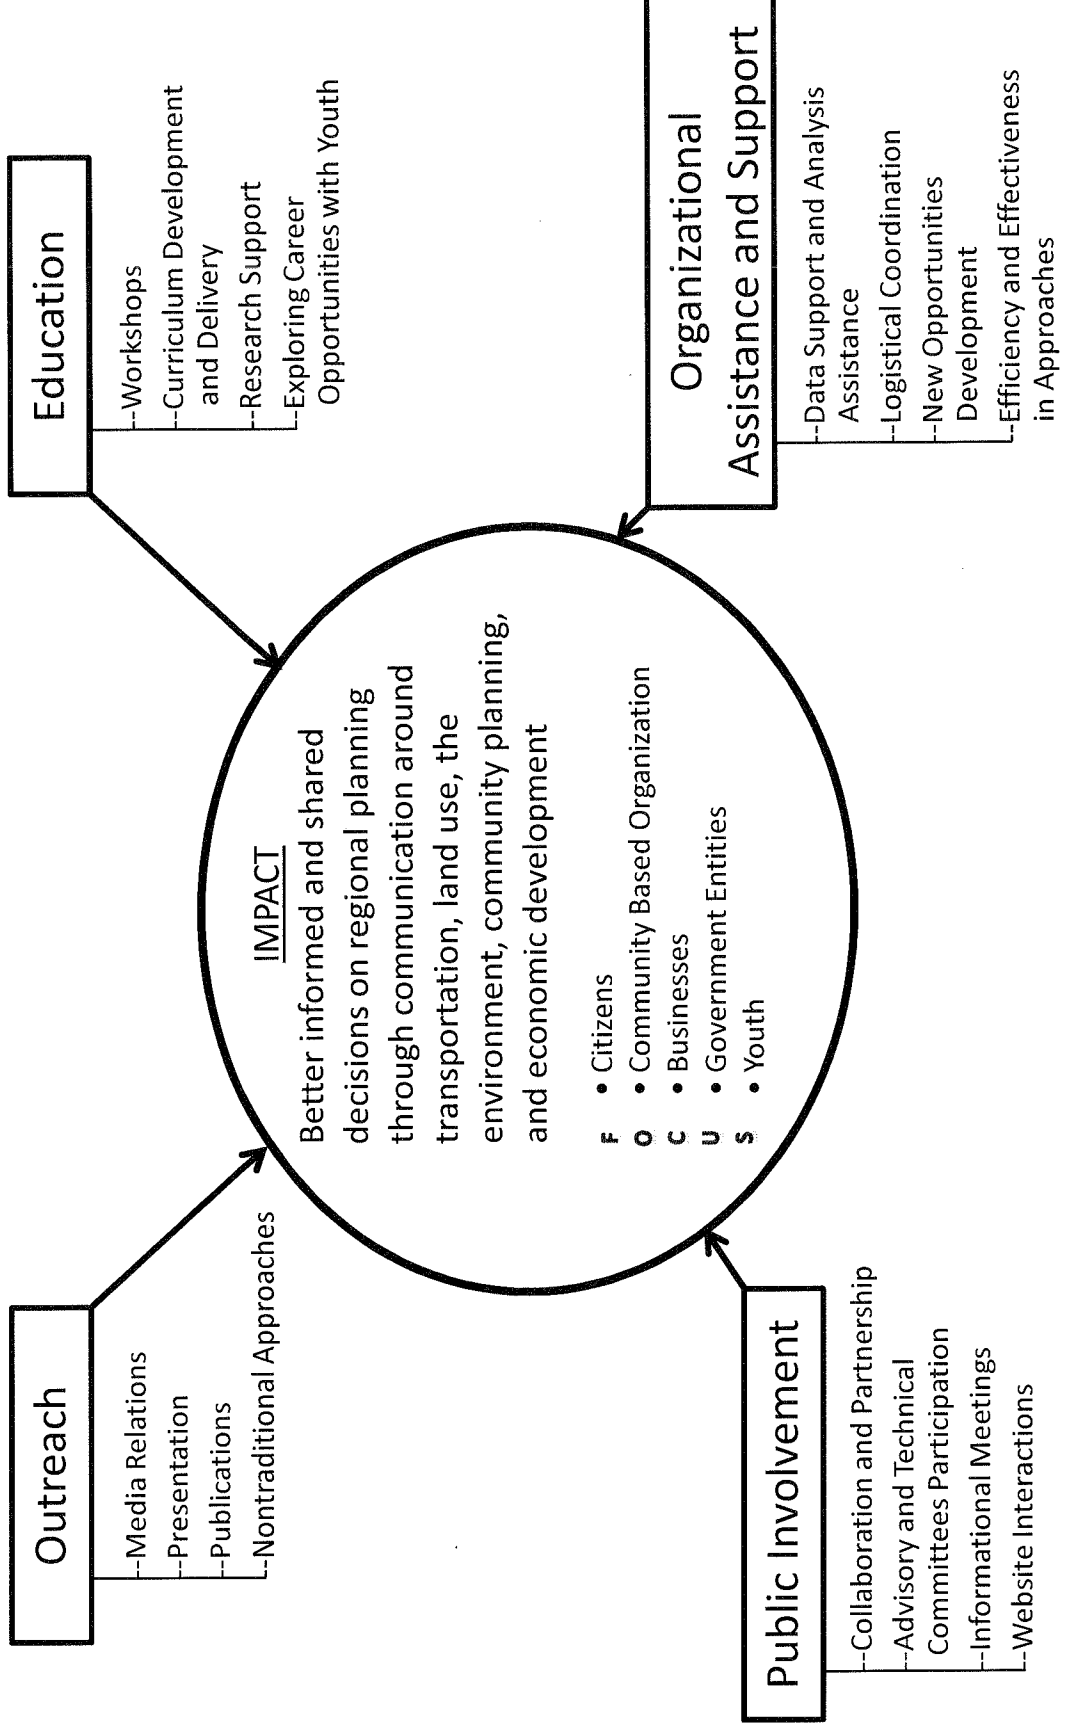 Outreach
--Media Relations
--Presentation
--Publications
--Nontraditional Approaches
Education
--Workshops
--Curriculum Development
and Delivery
--Research Support
--Exploring Career
Opportunities with Youth
IMPACT
Better informed and shared
decisions on regional planning
through communication around
transportation, land use, the
environment, community planning,
and economic development
F • Citizens
O • Community Based Organization
C • Businesses
U • Government Entities
S • Youth
Public Involvement
--Collaboration and Partnership
--Advisory and Technical
Committees Participation
--Informational Meetings
--Website Interactions
Organizational
Assistance and Support
--Data Support and Analysis
Assistance
--Logistical Coordination
--New Opportunities
Development
--Efficiency and Effectiveness
in Approaches